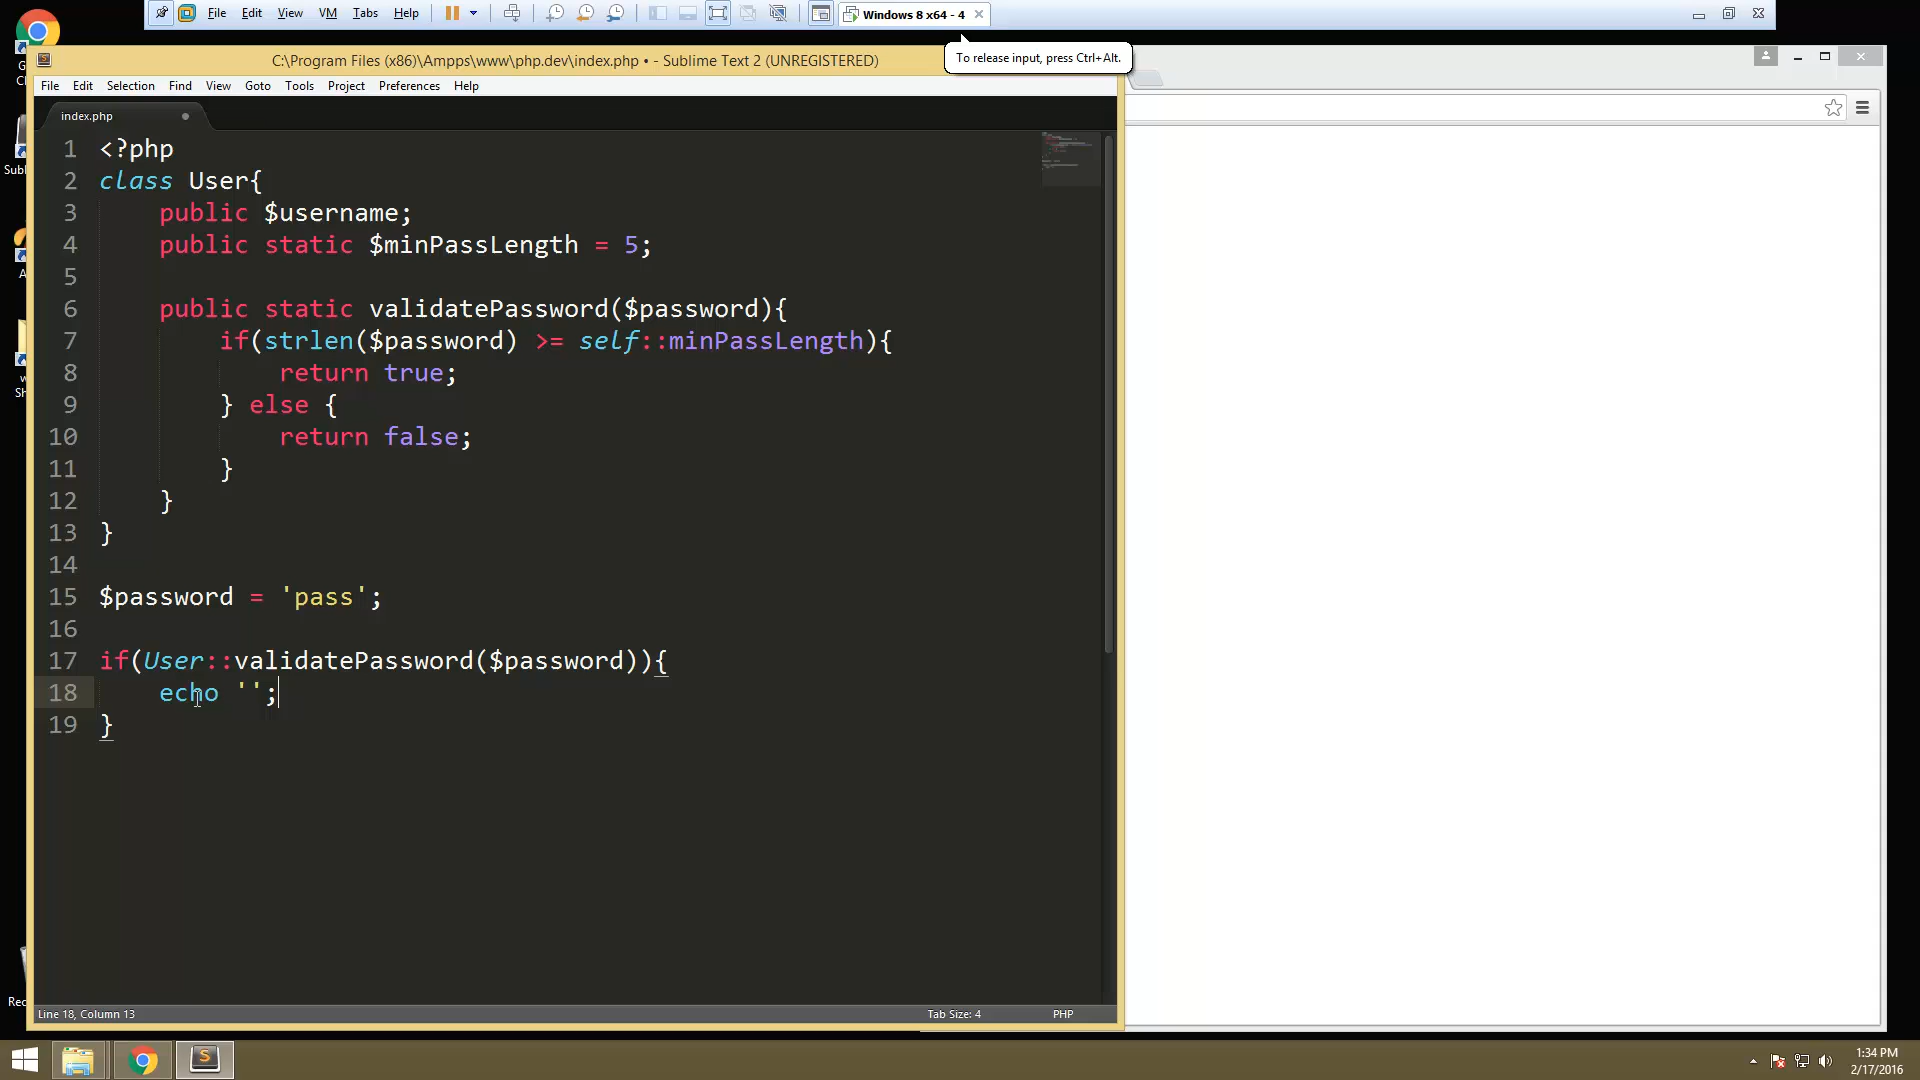 File Edit View VM Tabs Help
Windows 8 x64 - 4
To release input, press Ctrl+Alt.
C:\Program Files (x86)\Ampps\www\php.dev\index.php • - Sublime Text 2 (UNREGISTERED)
File Edit Selection Find View Goto Tools Project Preferences Help
index.php
1 <?php
2 class User{
3 public $username;
4 public static $minPassLength = 5;
5
6 public static validatePassword($password){
7 if(strlen($password) >= self::minPassLength){
8 return true;
9 } else {
10 return false;
11 }
12 }
13 }
14
15 $password = 'pass';
16
17 if(User::validatePassword($password)){
18 echo '';
19 }
Line 18, Column 13
Tab Size: 4
PHP
1:34 PM
2/17/2016